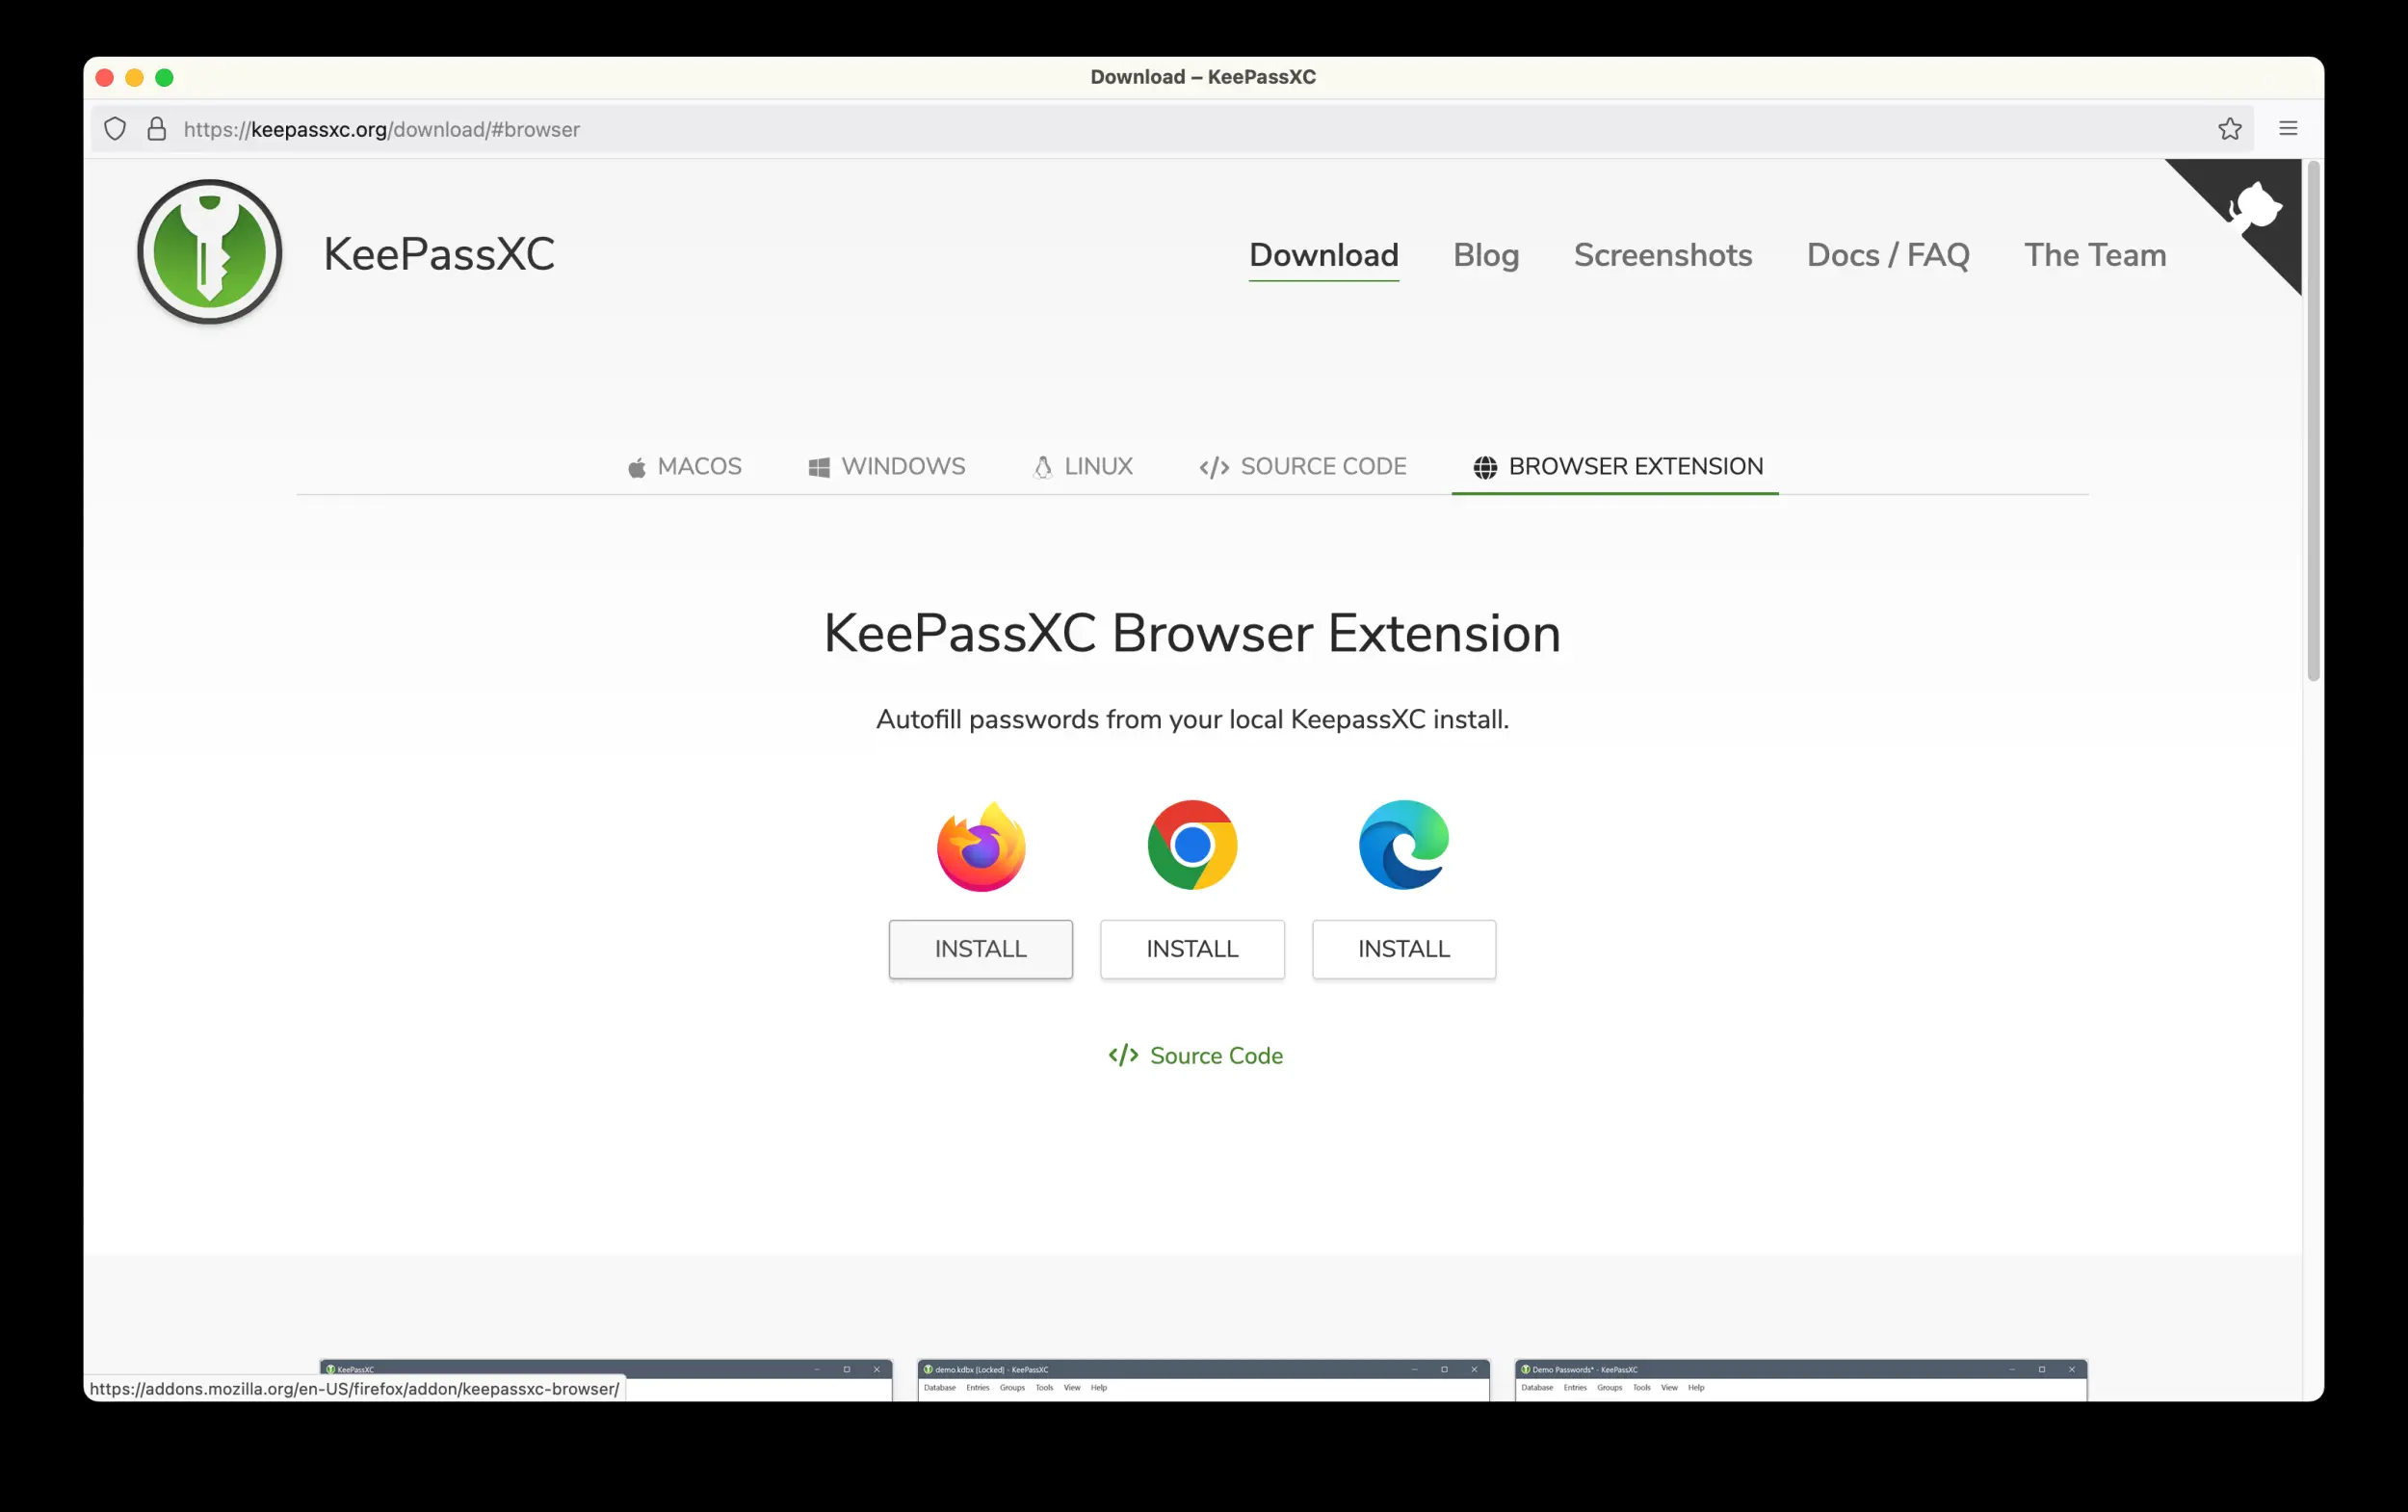 Download – KeePassXC
https://keepassxc.org/download/#browser
KeePassXC
Download Blog Screenshots Docs / FAQ The Team
MACOS WINDOWS LINUX </> SOURCE CODE BROWSER EXTENSION
KeePassXC Browser Extension
Autofill passwords from your local KeepassXC install.
INSTALL INSTALL INSTALL
</> Source Code
KeePassXC demo.kdbx [Locked] - KeePassXC Demo Passwords* - KeePassXC
Database Entries Groups Tools View Help Database Entries Groups Tools View Help
https://addons.mozilla.org/en-US/firefox/addon/keepassxc-browser/